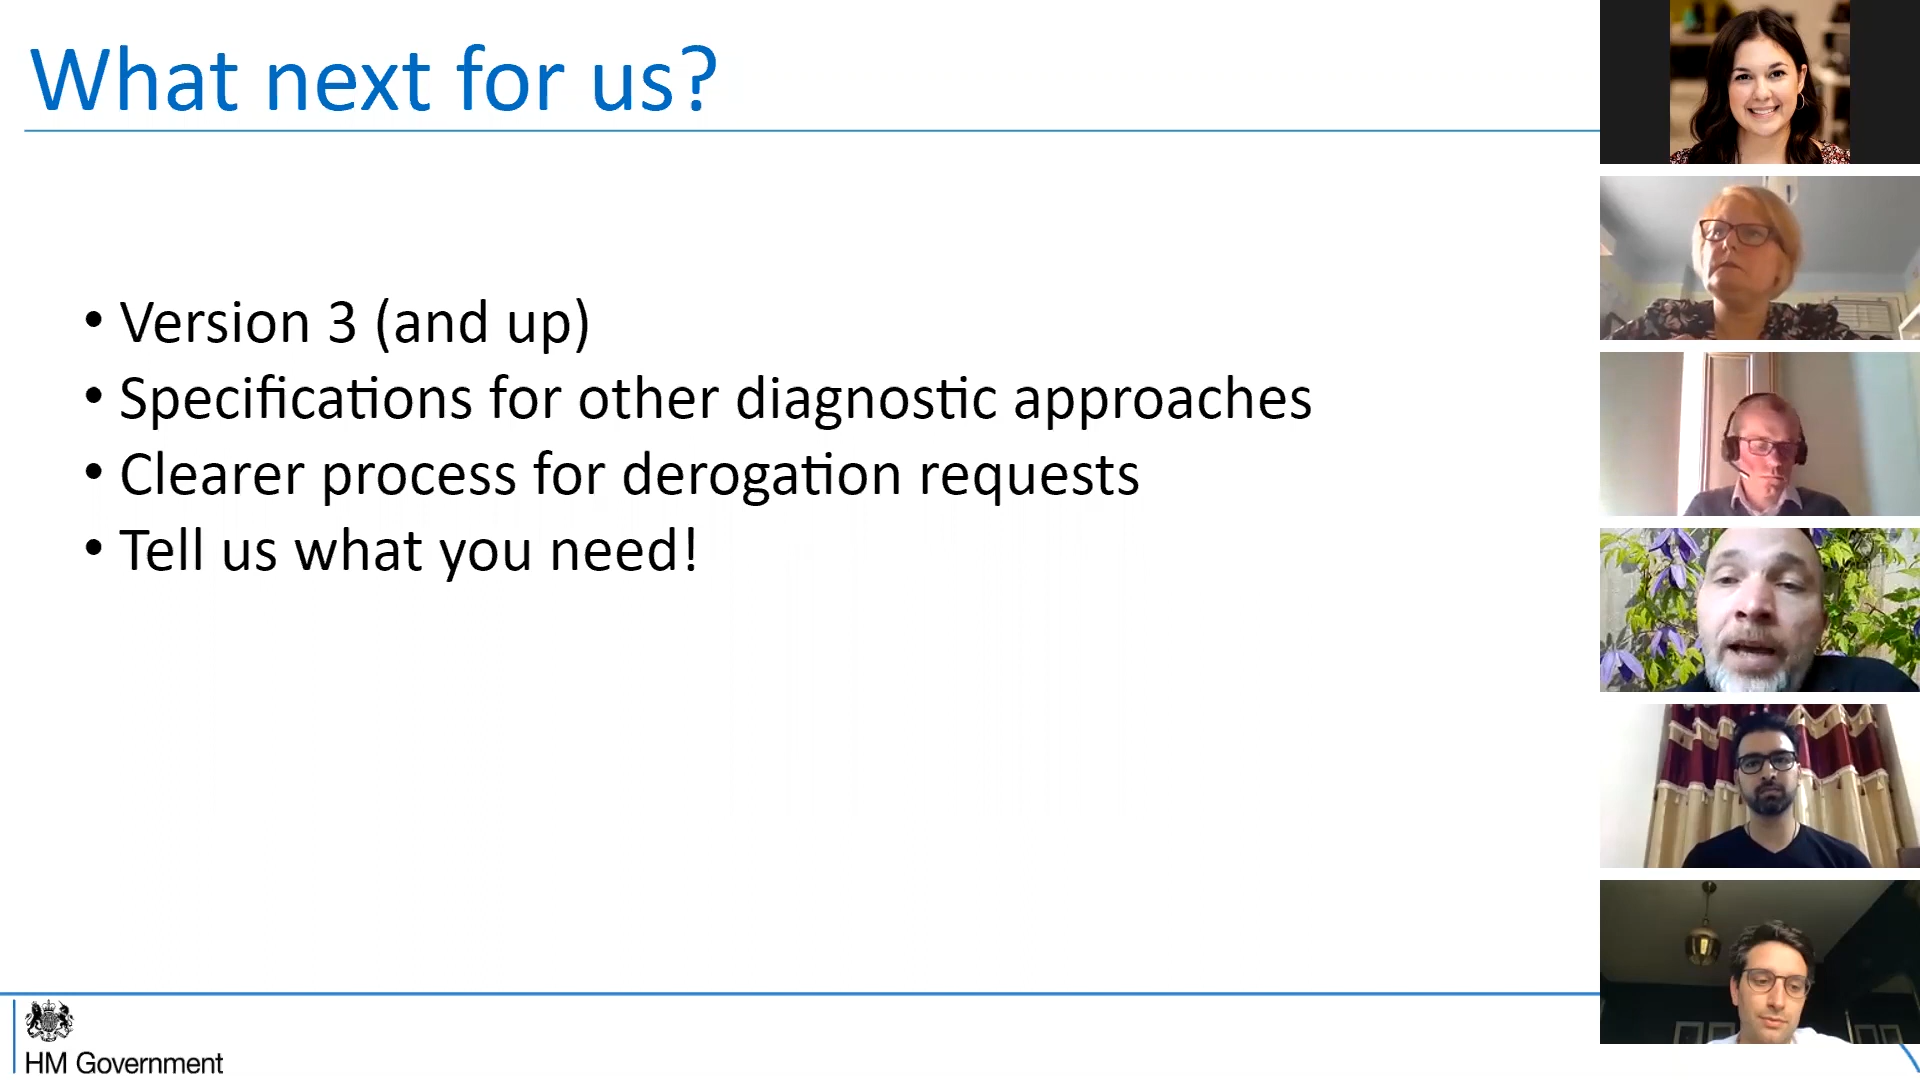 What next for us?
• Version 3 (and up)
• Specifications for other diagnostic approaches
• Clearer process for derogation requests
• Tell us what you need!
HM Government